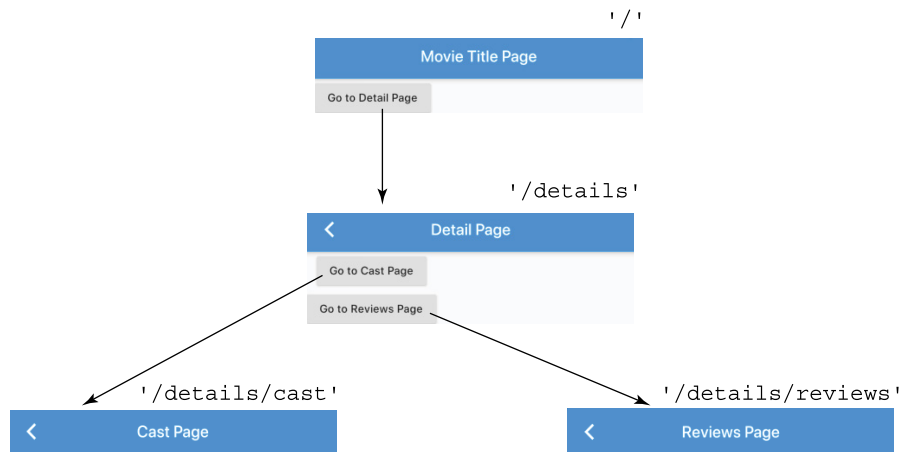 '/'
Movie Title Page
Go to Detail Page
'/details'
Detail Page
Go to Cast Page
Go to Reviews Page
'/details/cast'
'/details/reviews'
Cast Page
Reviews Page